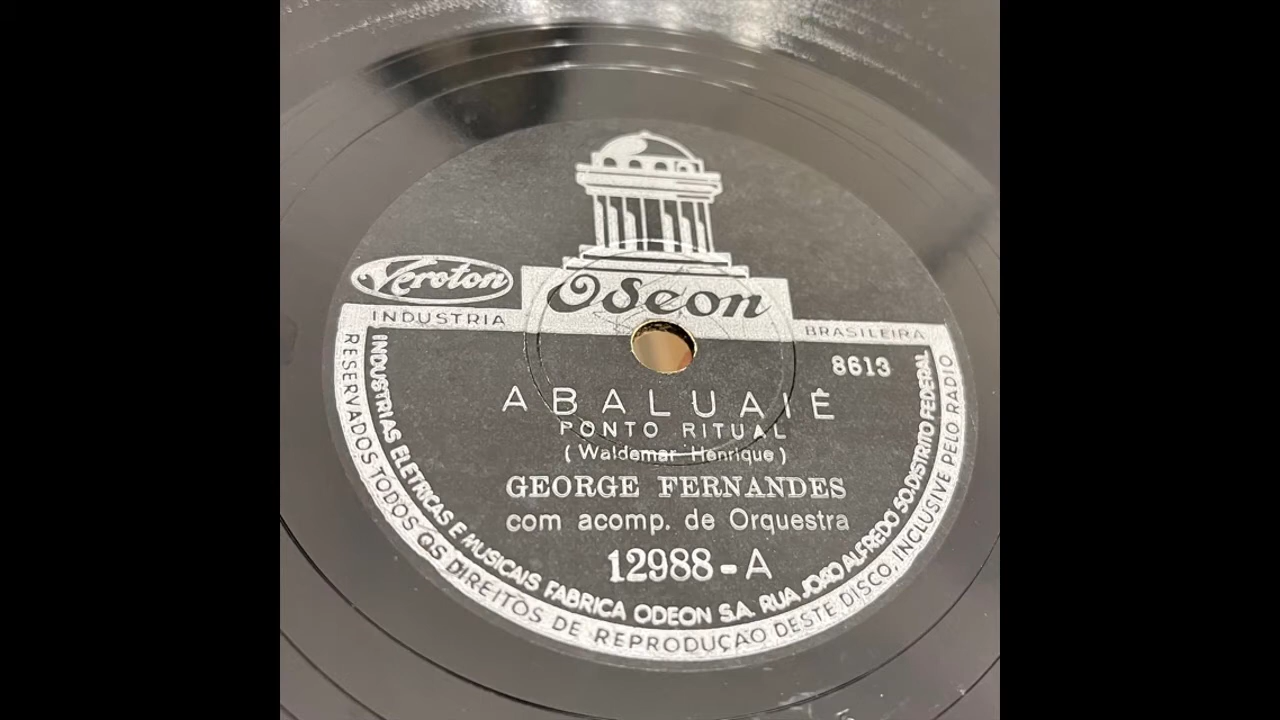 Veroton
Odeon
INDUSTRIA BRASILEIRA
8613
ABALUAIÊ
PONTO RITUAL
(Waldemar Henrique)
GEORGE FERNANDES
com acomp. de Orquestra
12988-A
INDUSTRIAS ELETRICAS E MUSICAIS FABRICA ODEON S.A. RUA JOÃO ALFREDO 50.DISTRITO FEDERAL
RESERVADOS TODOS OS DIREITOS DE REPRODUÇAO DESTE DISCO, INCLUSIVE PELO RADIO